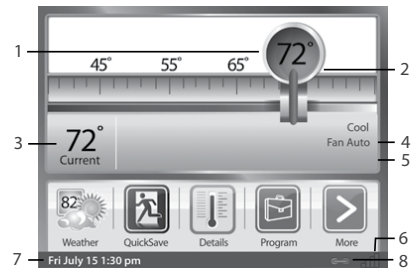 1
72°
2
45° 55° 65°
3
72°
Current
Cool
4
Fan Auto
5
82°
Weather QuickSave Details Program More
6
7
Fri July 15 1:30 pm
8